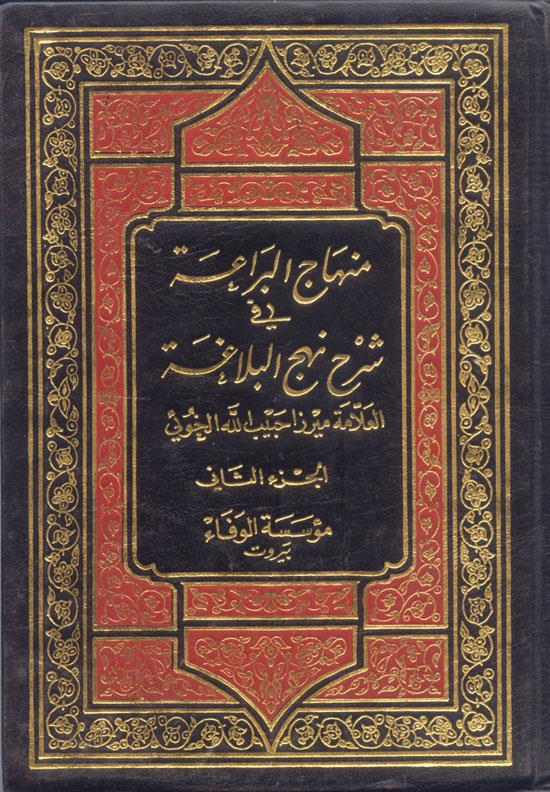 منهاج البراعة
في
شرح نهج البلاغة
العلامة ميرزا حبيب الله الخوئي
الجزء الثاني
مؤسسة الوفاء
بيروت